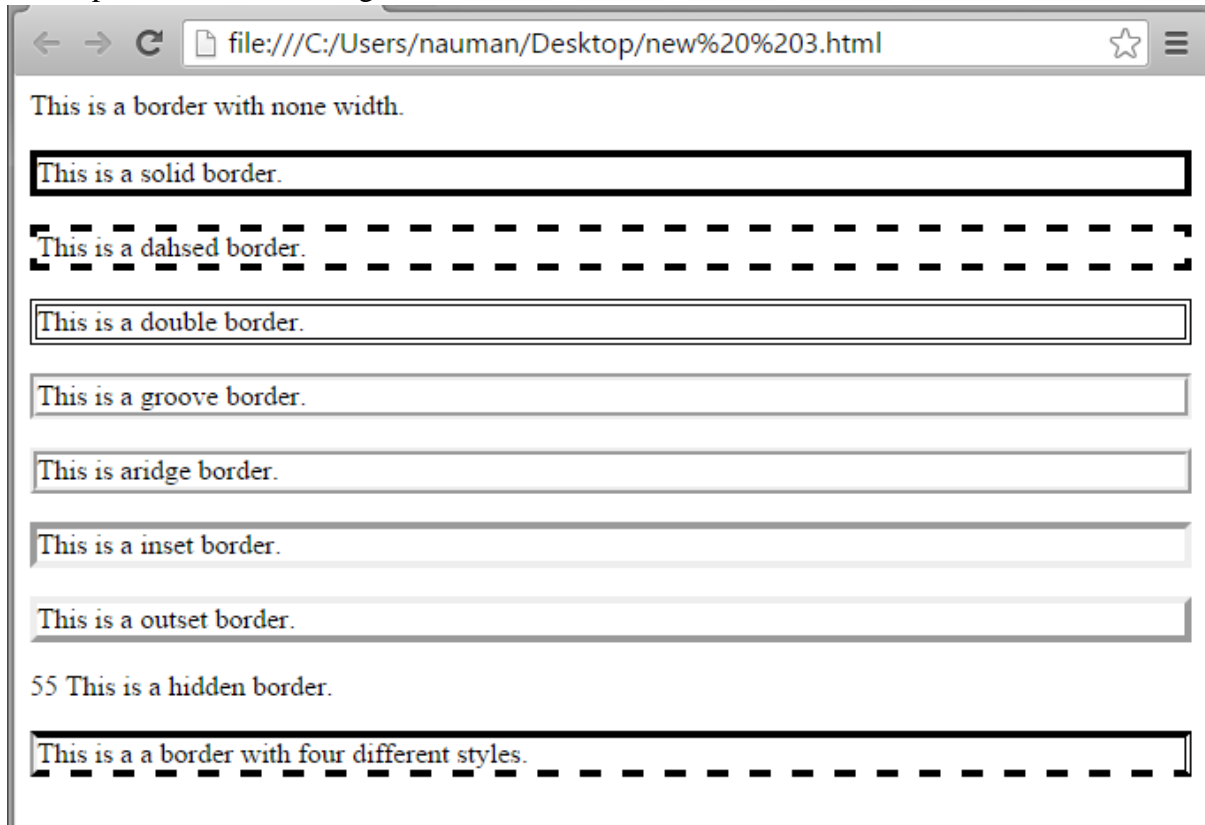 file:///C:/Users/nauman/Desktop/new%20%203.html
This is a border with none width.
This is a solid border.
This is a dahsed border.
This is a double border.
This is a groove border.
This is aridge border.
This is a inset border.
This is a outset border.
55 This is a hidden border.
This is a a border with four different styles.